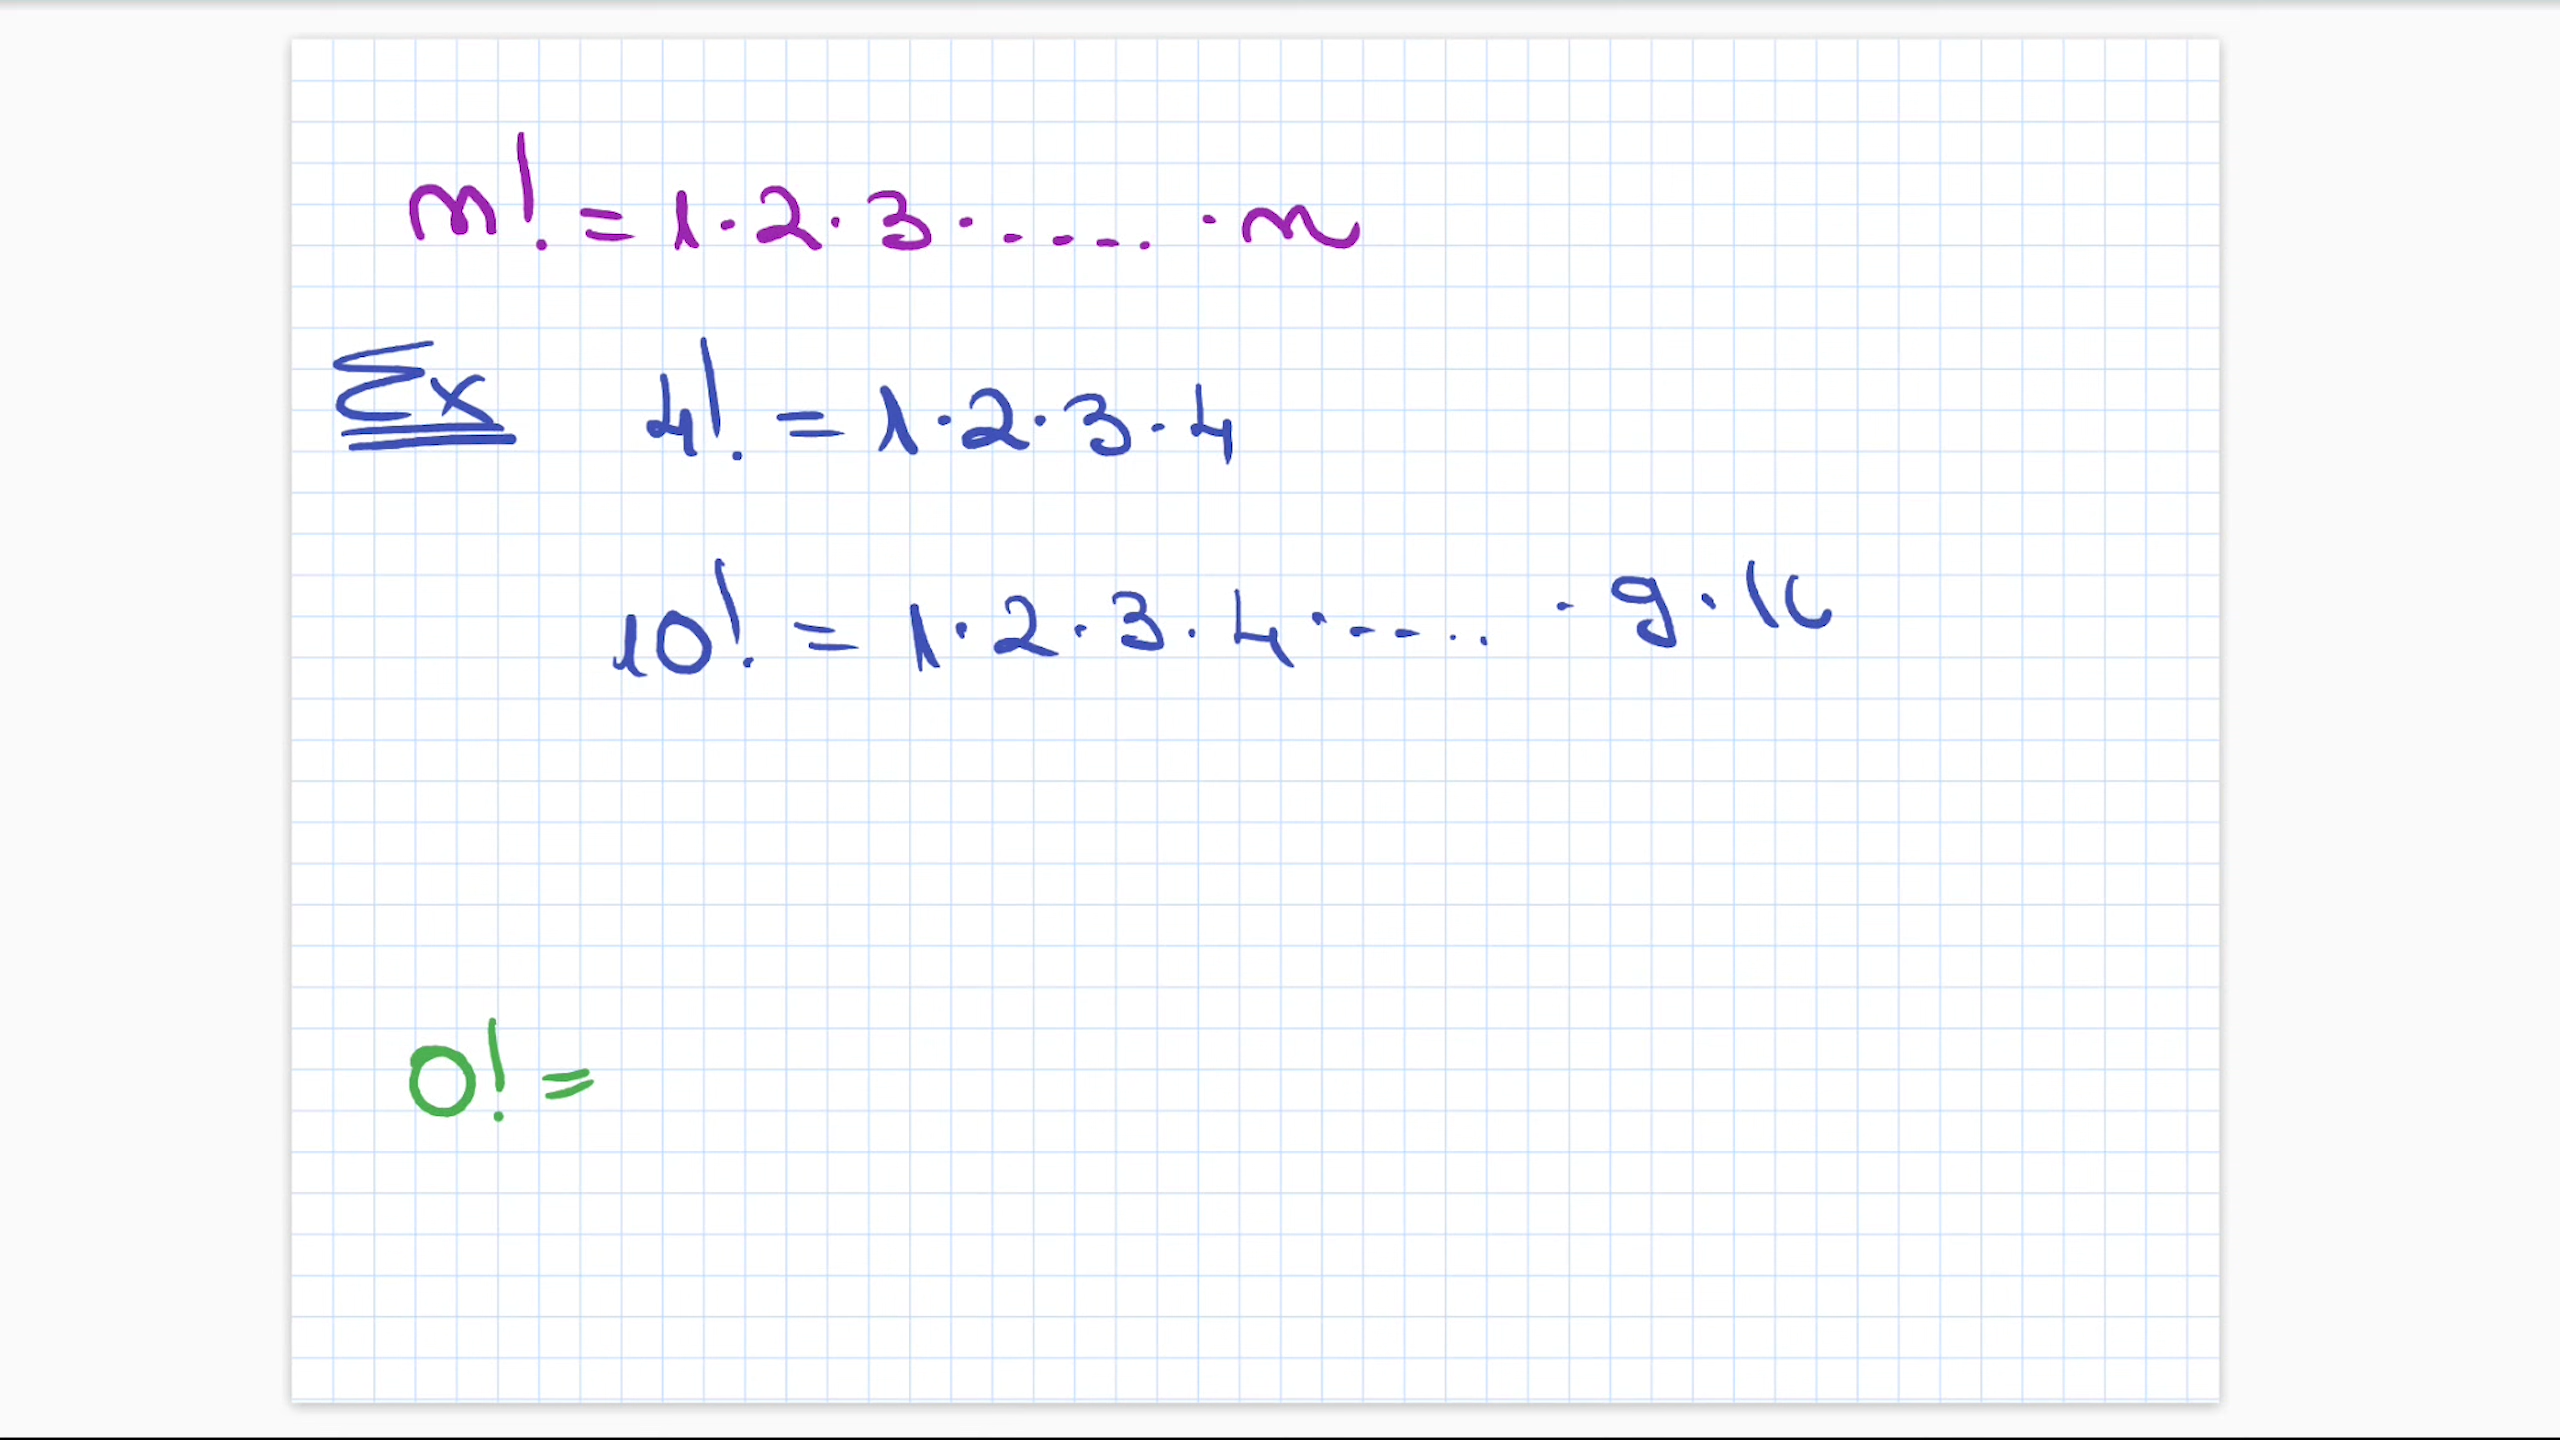 n! = 1·2·3·.....·n
Ex 4! = 1·2·3·4
10! = 1·2·3·4·.....·9·10
0! =